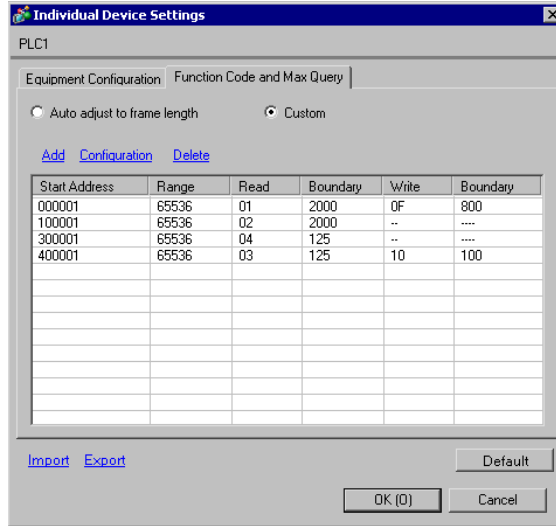 Individual Device Settings
PLC1
Equipment Configuration Function Code and Max Query
Auto adjust to frame length Custom
Add Configuration Delete
Start Address Range Read Boundary Write Boundary
000001 65536 01 2000 0F 800
100001 65536 02 2000 -- ----
300001 65536 04 125 -- ----
400001 65536 03 125 10 100
Import Export Default
OK (O) Cancel